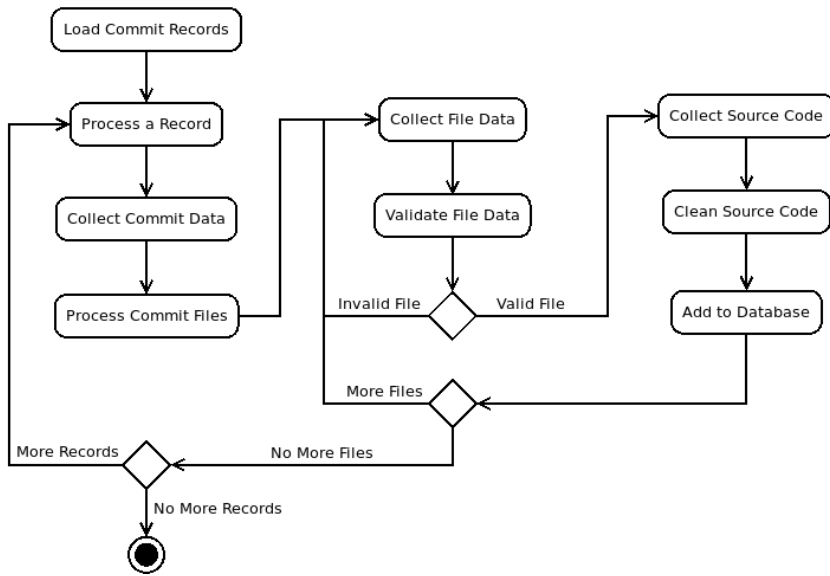 Load Commit Records
Process a Record
Collect Commit Data
Process Commit Files
Collect File Data
Validate File Data
Invalid File
Valid File
Collect Source Code
Clean Source Code
Add to Database
More Files
No More Files
More Records
No More Records